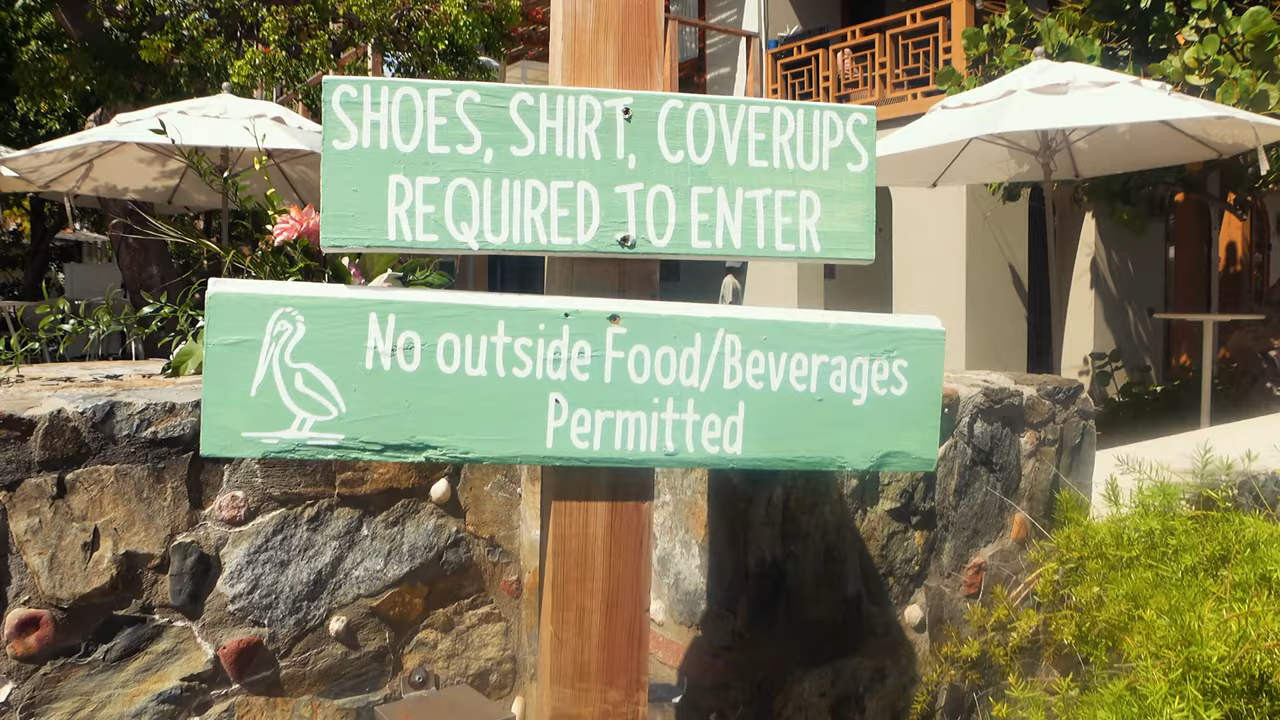 SHOES, SHIRT, COVERUPS
REQUIRED TO ENTER
No outside Food/Beverages
Permitted